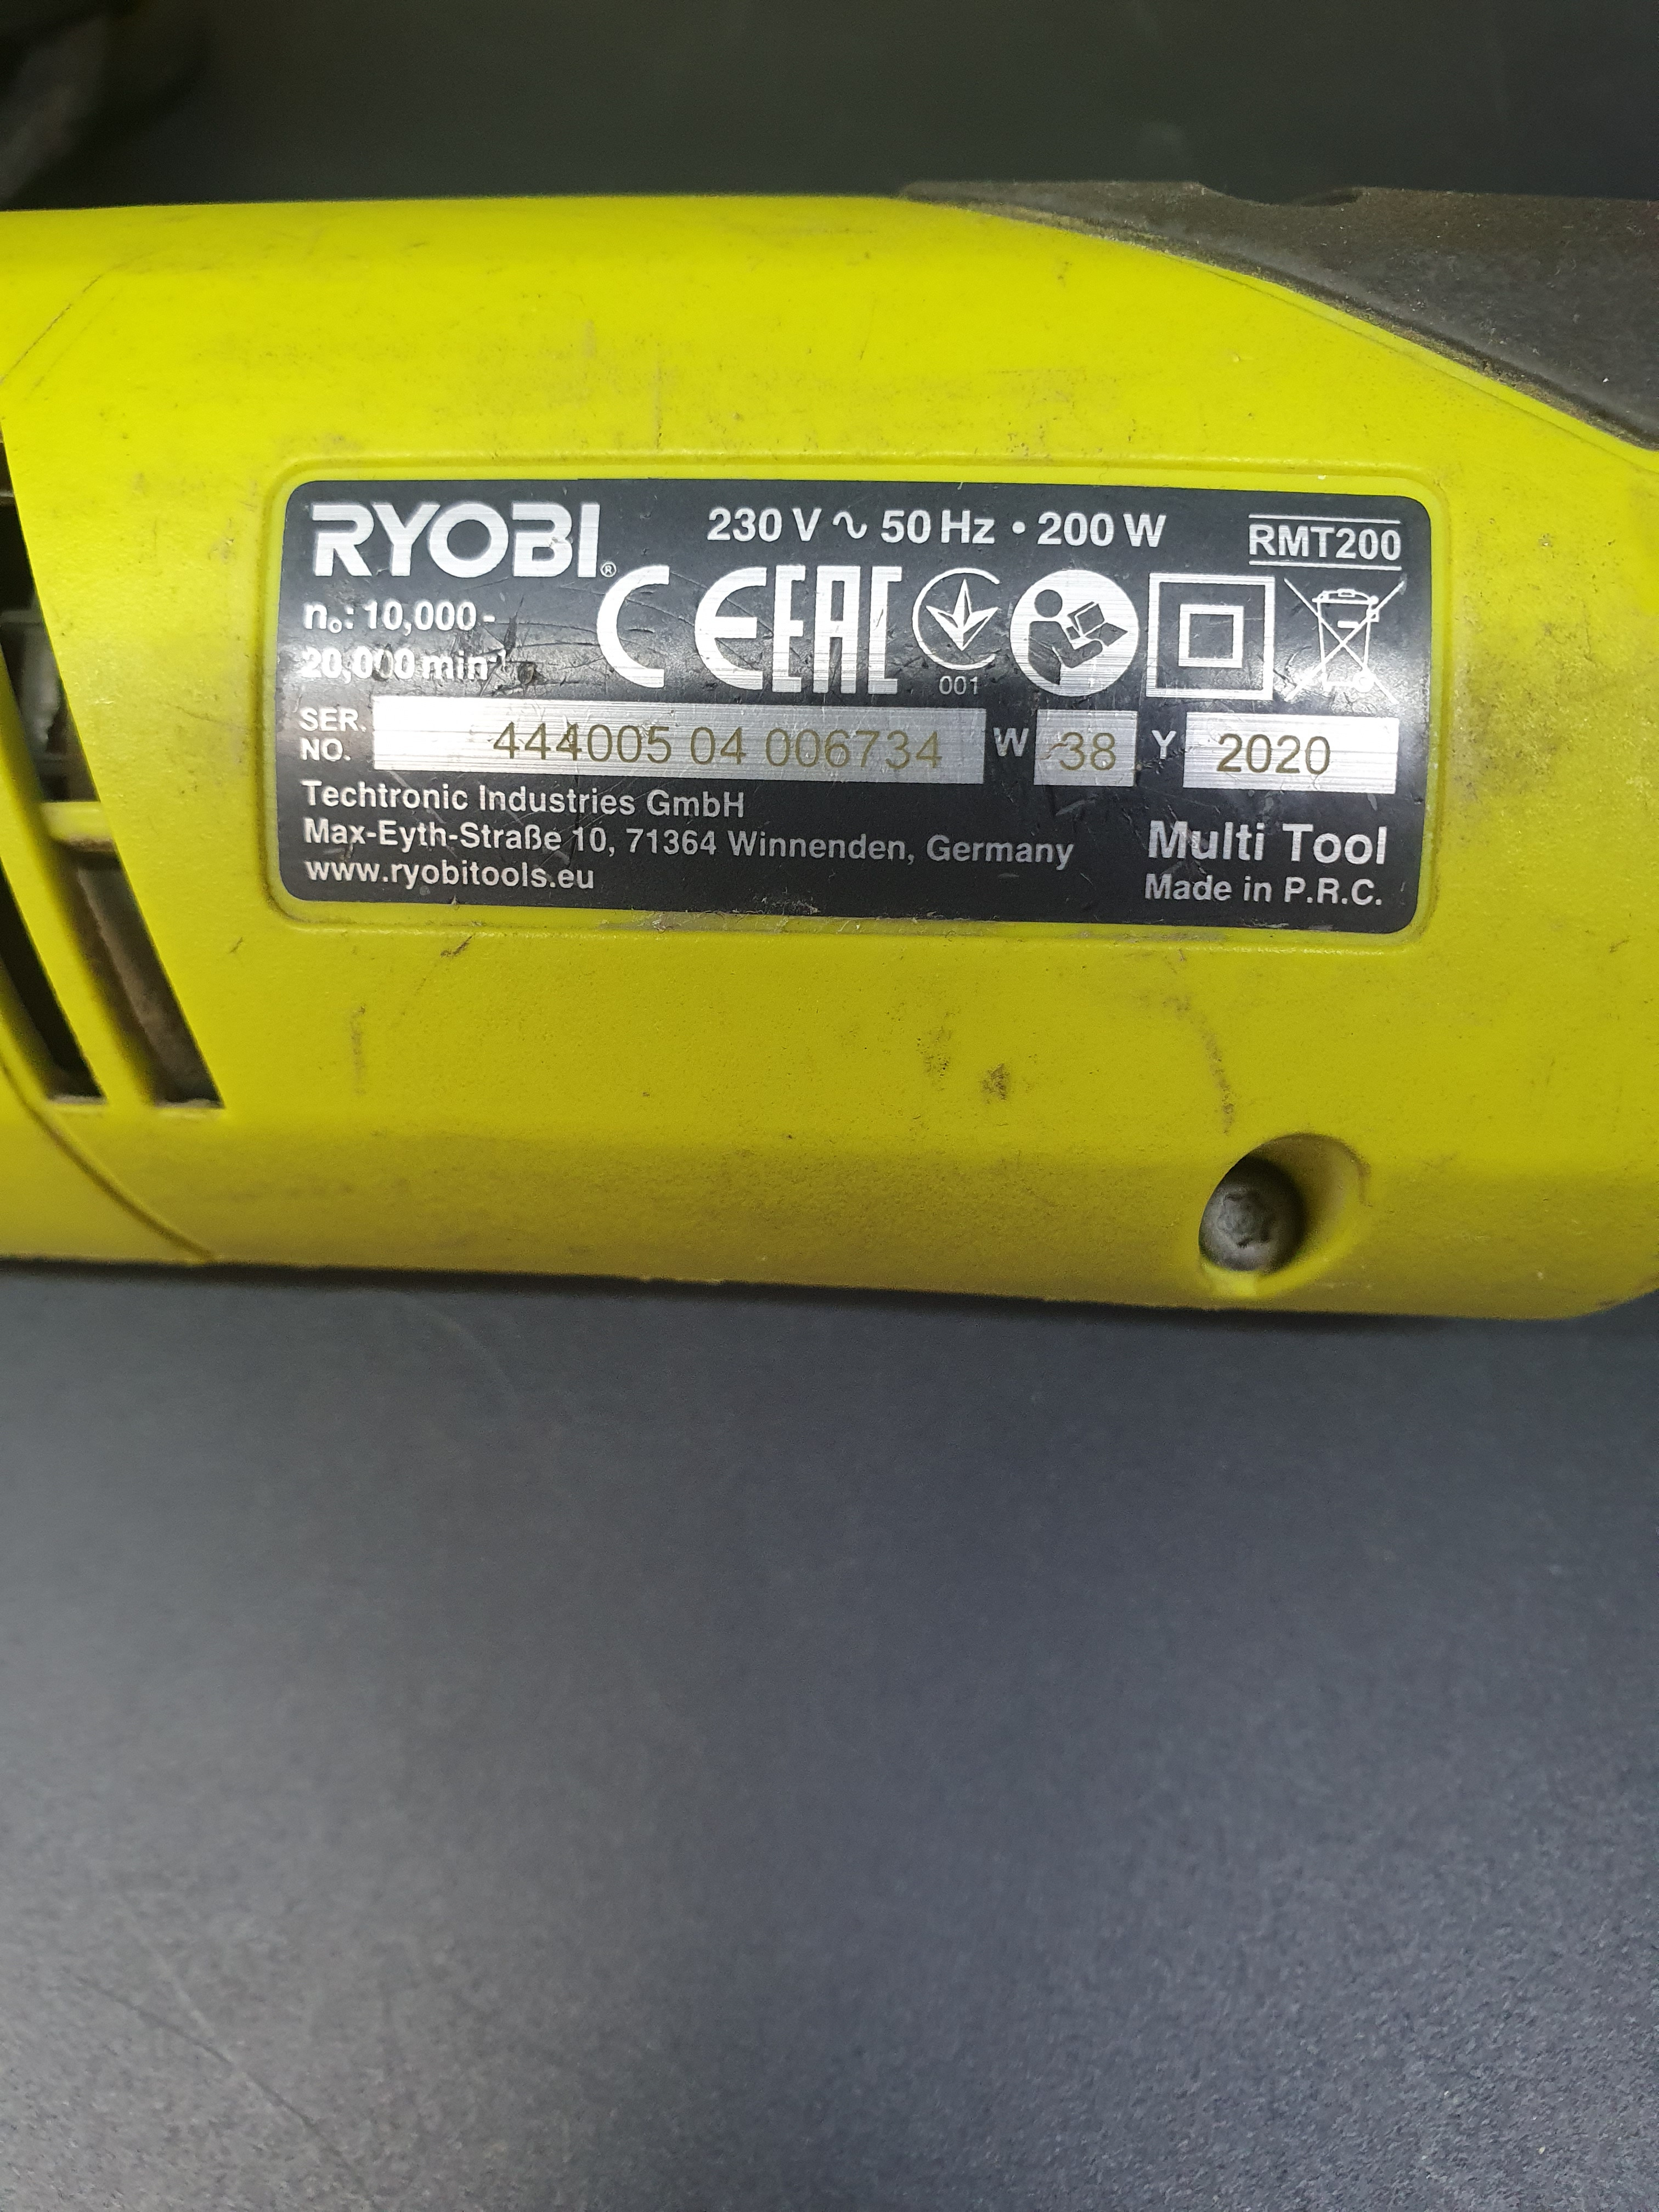 RYOBI®
230 V ∿ 50 Hz • 200 W
RMT200
n₀: 10,000 -
20,000 min⁻¹
CE EAC
001
SER. NO. 444005 04 006734 W 38 Y 2020
Techtronic Industries GmbH
Max-Eyth-Straße 10, 71364 Winnenden, Germany
www.ryobitools.eu
Multi Tool
Made in P.R.C.